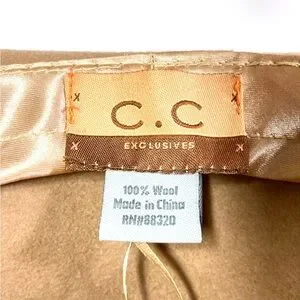 C.C
EXCLUSIVES
100% Wool
Made in China
RN#88320